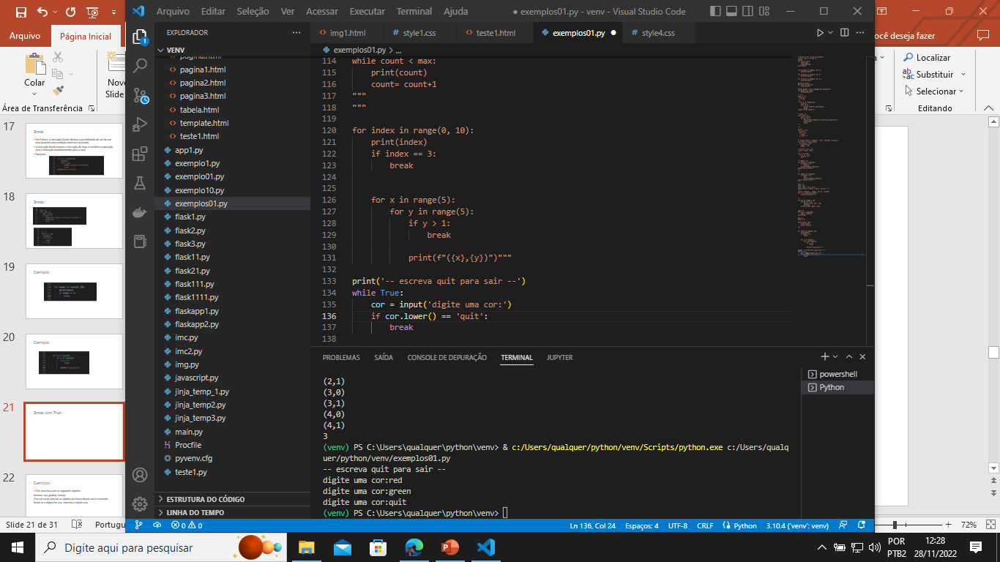 Arquivo
Página Inicial
Colar
Novo
Slide
Área de Transferência
17
Break
Em Python, a instrução break oferece a possibilidade de sair de um
loop quando uma condição externa é acionada.
Exemplo:
18
Break:
19
Exemplo:
20
Exemplo:
21
Break com True:
22
Exercício:
Slide 21 de 31
Portugu
Arquivo Editar Seleção Ver Acessar Executar Terminal Ajuda
● exemplos01.py - venv - Visual Studio Code
EXPLORADOR
VENV
pagina.html
pagina1.html
pagina2.html
pagina3.html
tabela.html
template.html
teste1.html
app1.py
exemplo1.py
exemplo01.py
exemplo10.py
exemplos01.py
flask1.py
flask2.py
flask3.py
flask11.py
flask21.py
flask111.py
flask1111.py
flaskapp1.py
flaskapp2.py
imc.py
imc2.py
img.py
javascript.py
jinja_temp_1.py
jinja_temp2.py
jinja_temp3.py
main.py
Procfile
pyvenv.cfg
teste1.py
ESTRUTURA DO CÓDIGO
LINHA DO TEMPO
img1.html
style1.css
teste1.html
exemplos01.py
style4.css
exemplos01.py > ...
114 while count < max:
115 print(count)
116 count= count+1
117 """
118 """
119
120 for index in range(0, 10):
121 print(index)
122 if index == 3:
123 break
124
125
126 for x in range(5):
127 for y in range(5):
128 if y > 1:
129 break
130
131 print(f"({x},{y})")"""
132
133 print('-- escreva quit para sair --')
134 while True:
135 cor = input('digite uma cor:')
136 if cor.lower() == 'quit':
137 break
138
PROBLEMAS SAÍDA CONSOLE DE DEPURAÇÃO TERMINAL JUPYTER
(2,1)
(3,0)
(3,1)
(4,0)
(4,1)
3
(venv) PS C:\Users\qualquer\python\venv> & c:/Users/qualquer/python/venv/Scripts/python.exe c:/Users/qualq
uer/python/venv/exemplos01.py
-- escreva quit para sair --
digite uma cor:red
digite uma cor:green
digite uma cor:quit
(venv) PS C:\Users\qualquer\python\venv>
powershell
Python
0 0
Ln 136, Col 24 Espaços: 4 UTF-8 CRLF Python 3.10.4 ('venv': venv)
ocê deseja fazer
Localizar
Substituir
Selecionar
Editando
72%
Digite aqui para pesquisar
POR
PTB2
12:28
28/11/2022